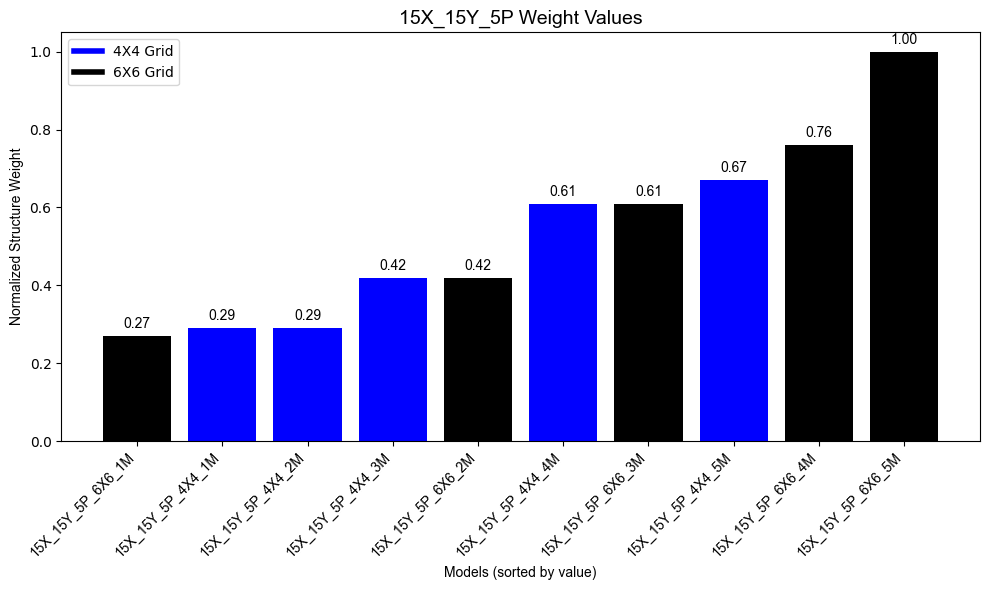 15X_15Y_5P Weight Values
4X4 Grid
6X6 Grid
Normalized Structure Weight
1.0
0.8
0.6
0.4
0.2
0.0
0.27
0.29
0.29
0.42
0.42
0.61
0.61
0.67
0.76
1.00
15X_15Y_5P_6X6_1M
15X_15Y_5P_4X4_1M
15X_15Y_5P_4X4_2M
15X_15Y_5P_4X4_3M
15X_15Y_5P_6X6_2M
15X_15Y_5P_4X4_4M
15X_15Y_5P_6X6_3M
15X_15Y_5P_4X4_5M
15X_15Y_5P_6X6_4M
15X_15Y_5P_6X6_5M
Models (sorted by value)